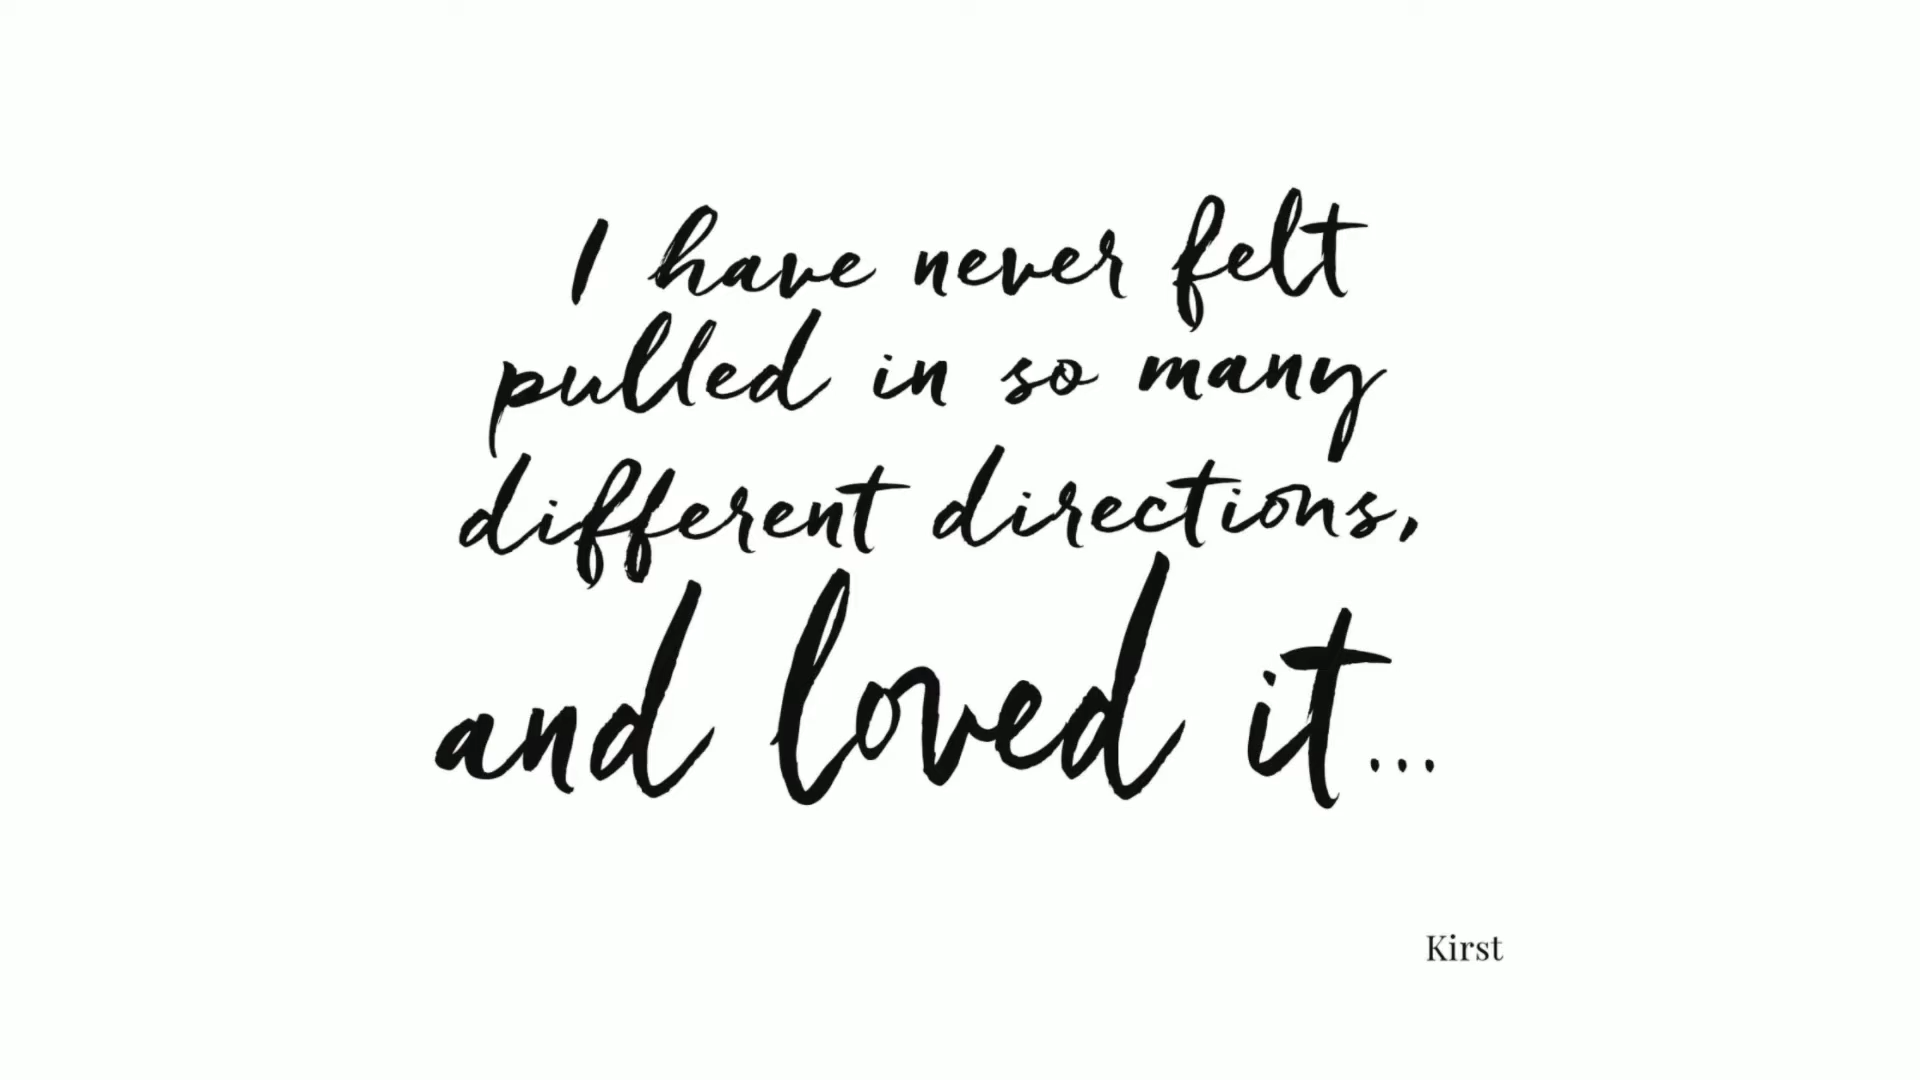 I have never felt
pulled in so many
different directions,
and loved it...
Kirst